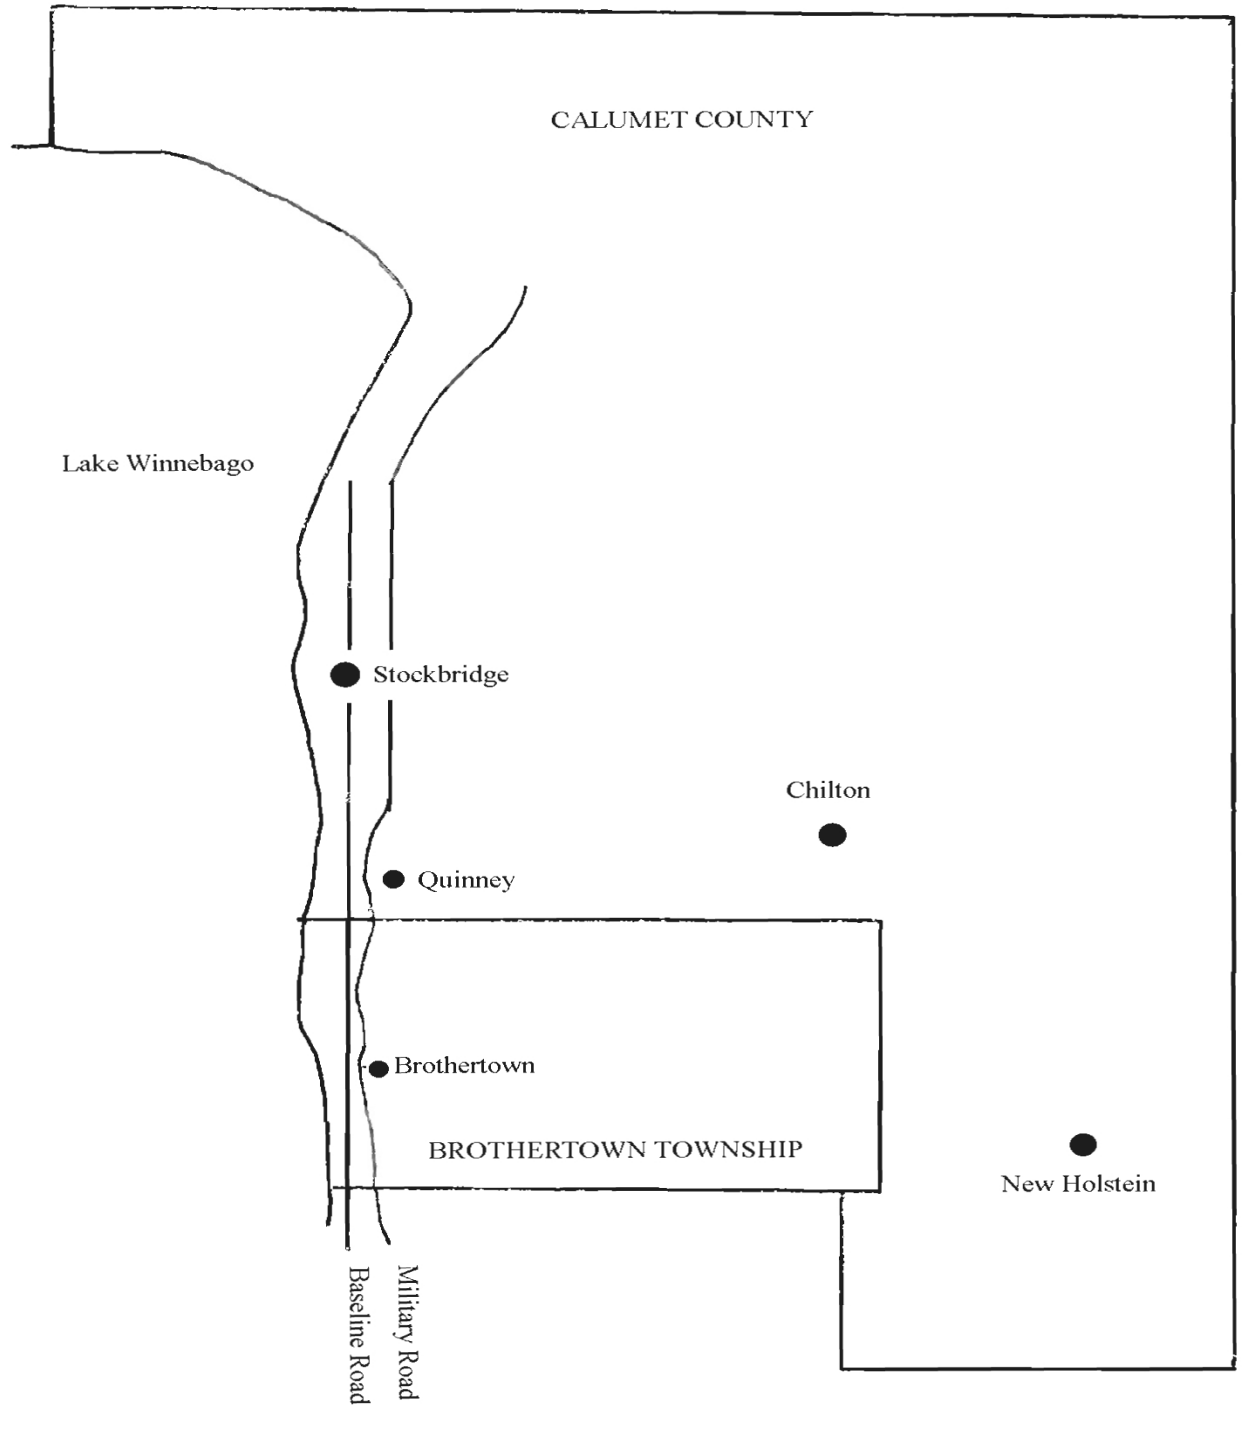 CALUMET COUNTY
Lake Winnebago
Stockbridge
Chilton
Quinney
Brothertown
BROTHERTOWN TOWNSHIP
New Holstein
Baseline Road
Military Road